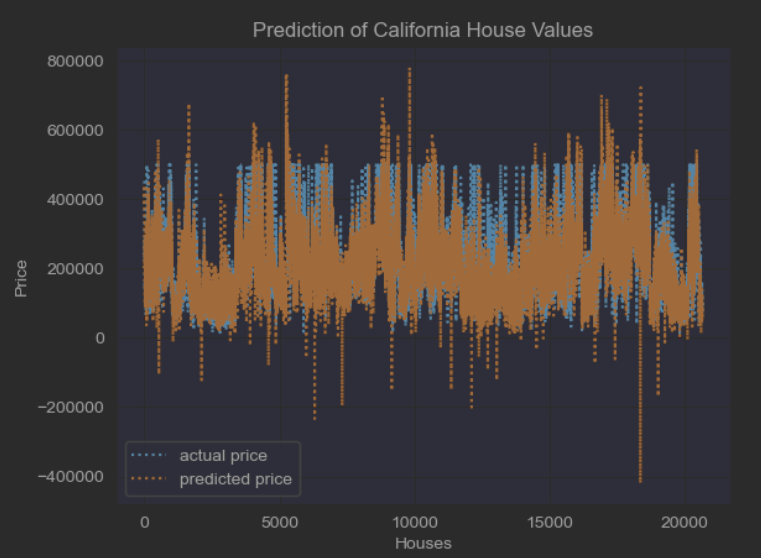 Prediction of California House Values
800000
600000
400000
200000
0
−200000
−400000
Price
actual price
predicted price
0 5000 10000 15000 20000
Houses